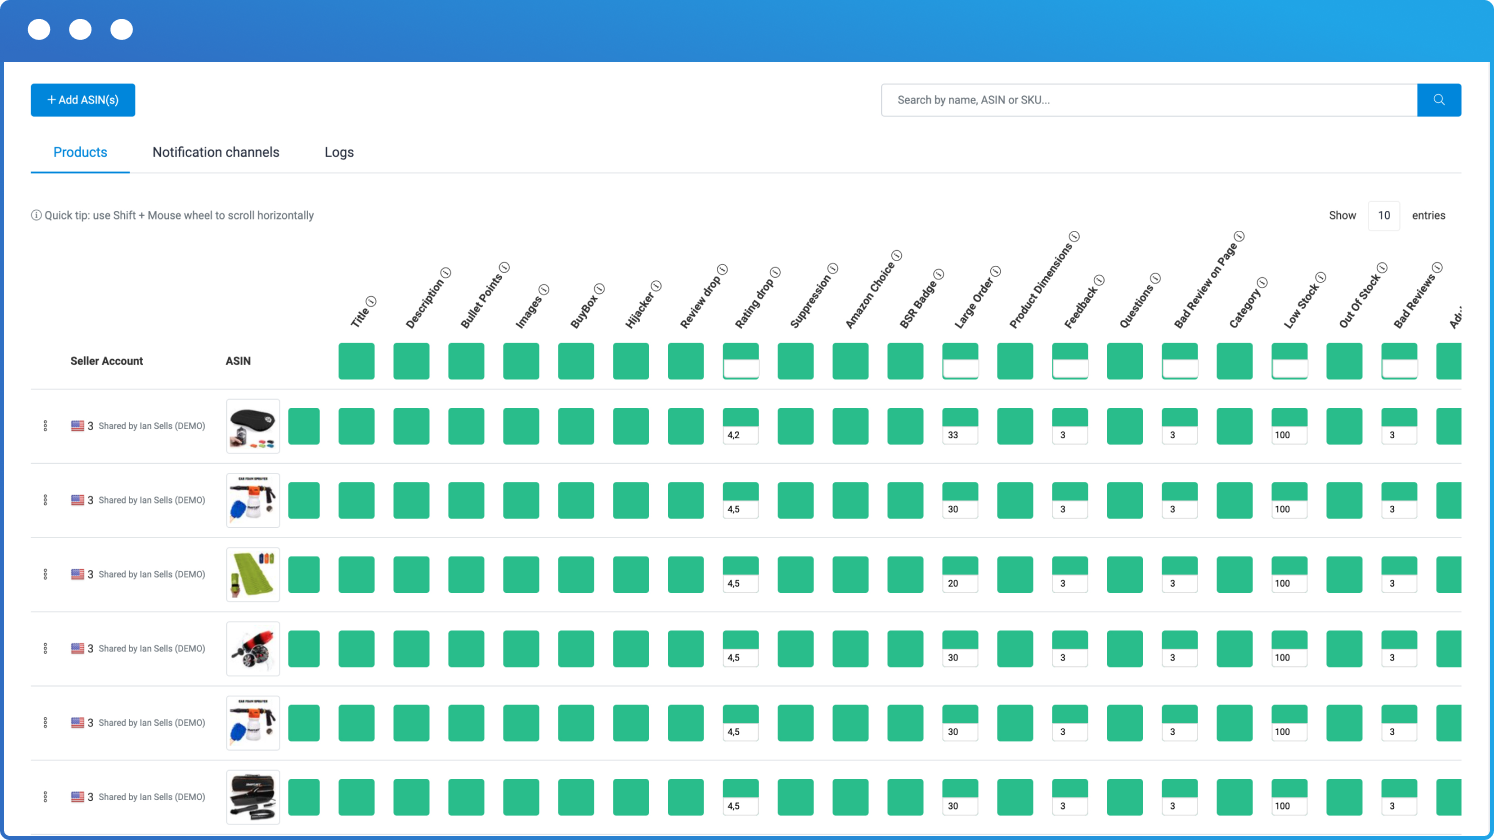 + Add ASIN(s)
Search by name, ASIN or SKU...
Products
Notification channels
Logs
Quick tip: use Shift + Mouse wheel to scroll horizontally
Show 10 entries
Title
Description
Bullet Points
Images
BuyBox
Hijacker
Review drop
Rating drop
Suppression
Amazon Choice
BSR Badge
Large Order
Product Dimensions
Feedback
Questions
Bad Review on Page
Category
Low Stock
Out Of Stock
Bad Reviews
Seller Account
ASIN
3 Shared by Ian Sells (DEMO) 4,2 33 3 3 100 3
3 Shared by Ian Sells (DEMO) 4,5 30 3 3 100 3
3 Shared by Ian Sells (DEMO) 4,5 20 3 3 100 3
3 Shared by Ian Sells (DEMO) 4,5 30 3 3 100 3
3 Shared by Ian Sells (DEMO) 4,5 30 3 3 100 3
3 Shared by Ian Sells (DEMO) 4,5 30 3 3 100 3